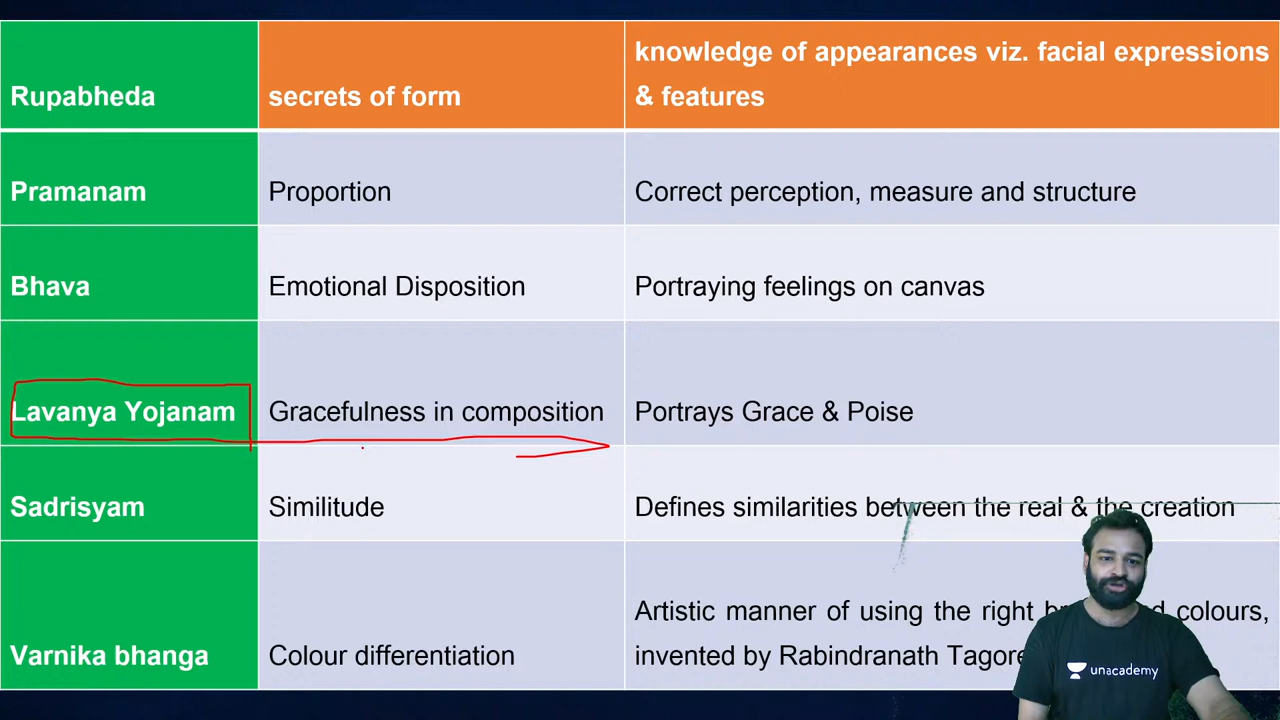 Rupabheda
secrets of form
knowledge of appearances viz. facial expressions
& features
Pramanam
Proportion
Correct perception, measure and structure
Bhava
Emotional Disposition
Portraying feelings on canvas
Lavanya Yojanam
Gracefulness in composition
Portrays Grace & Poise
Sadrisyam
Similitude
Defines similarities between the real & the creation
Varnika bhanga
Colour differentiation
Artistic manner of using the right colours,
invented by Rabindranath Tagore
unacademy